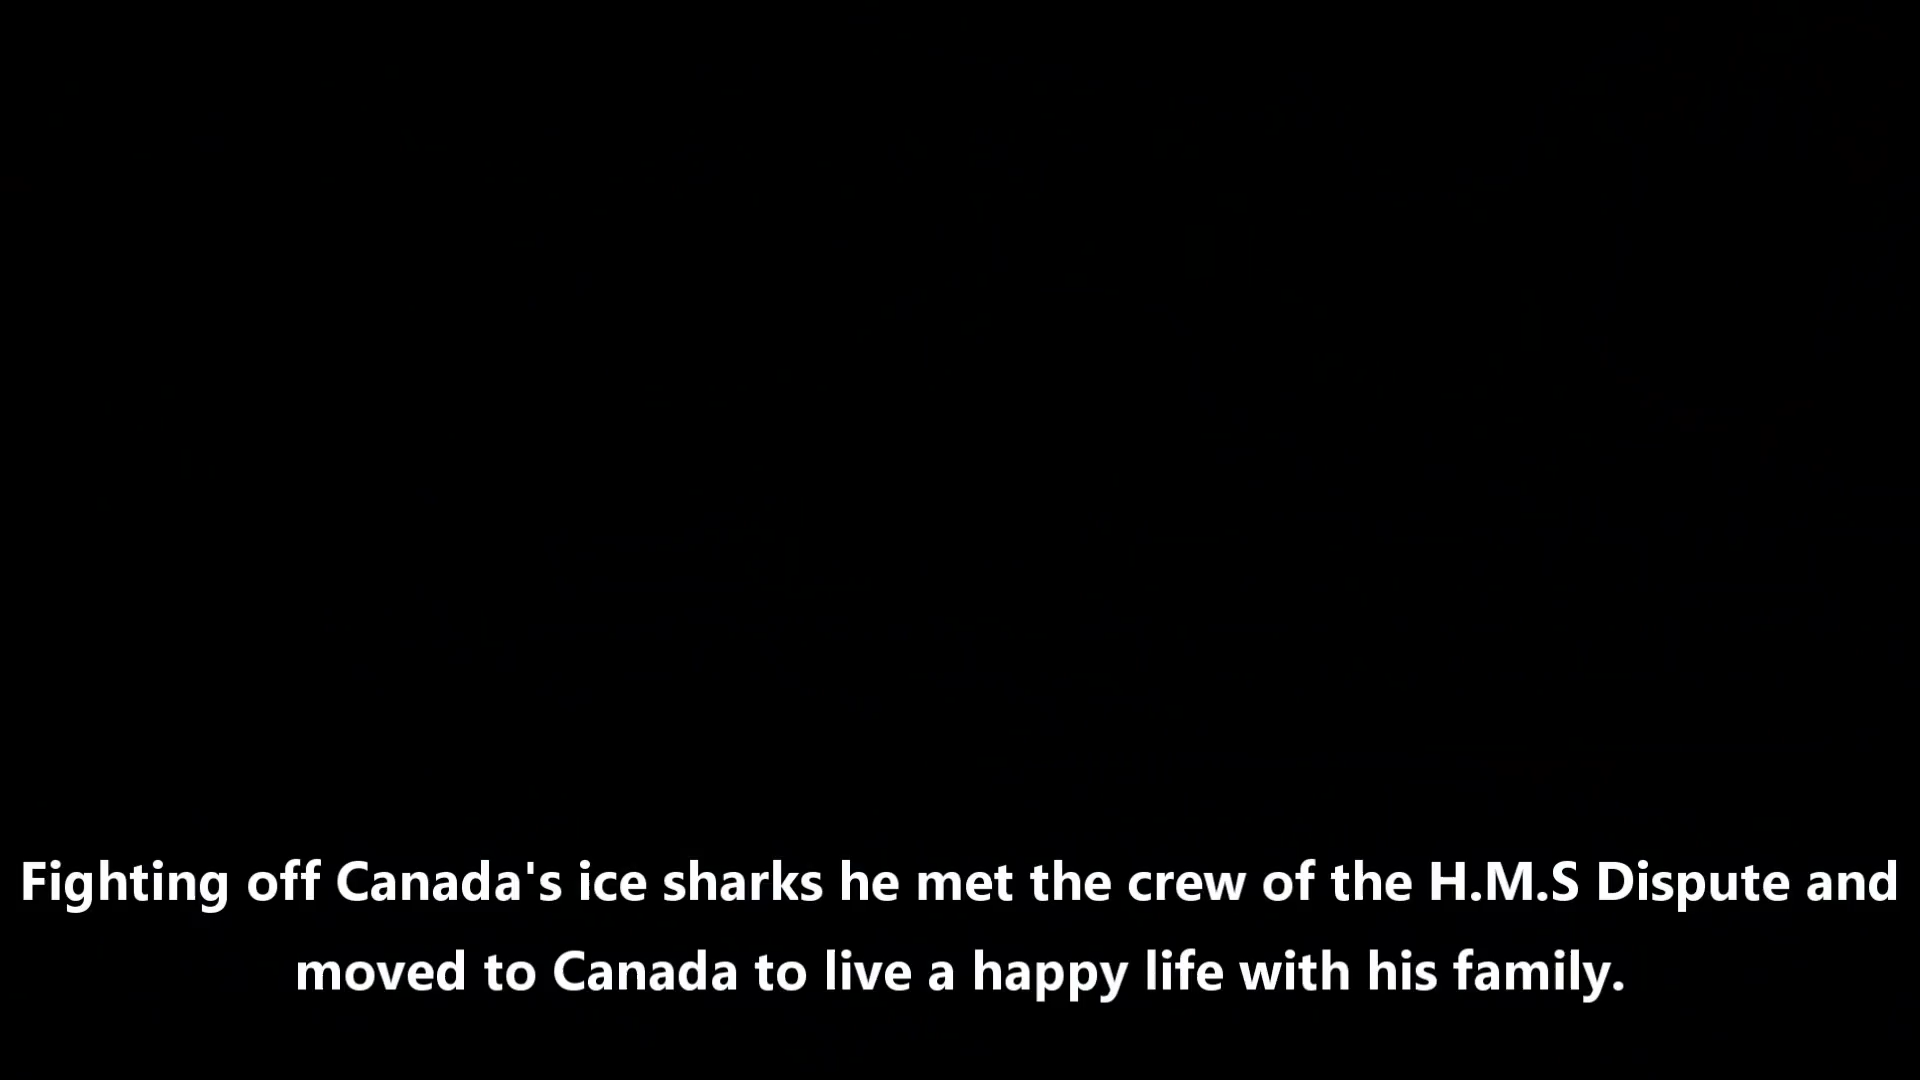 Fighting off Canada's ice sharks he met the crew of the H.M.S Dispute and
moved to Canada to live a happy life with his family.